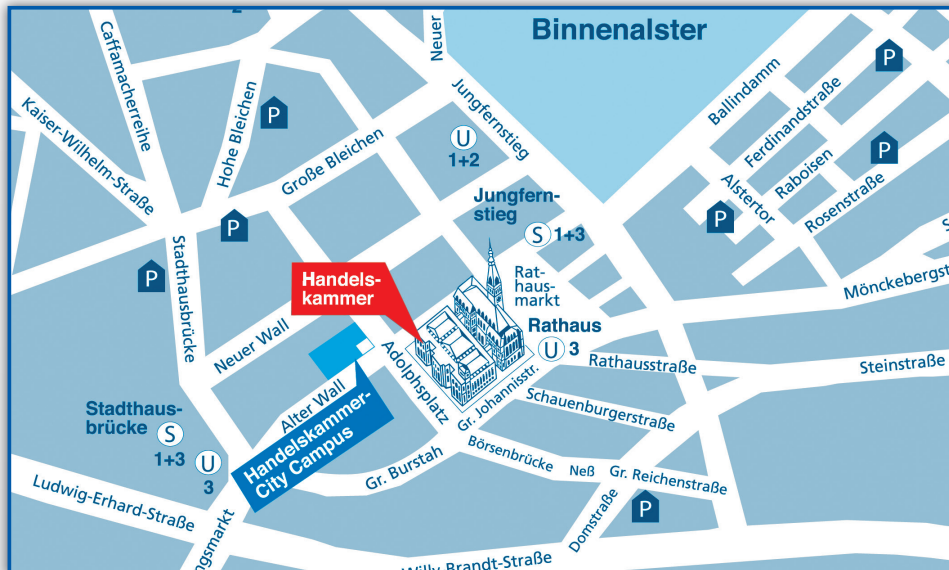 2
Neuer
Binnenalster
Caffamacherreihe
Kaiser-Wilhelm-Straße
Hohe Bleichen
P
Große Bleichen
U
1+2
Jungfernstieg
Ballindamm
Ferdinandstraße
P
Raboisen
P
Alstertor
Rosenstraße
P
Jungfern-
stieg
S 1+3
P
P
Stadthausbrücke
Handels-
kammer
Rat-
haus-
markt
Mönckebergst
S
Neuer Wall
Rathaus
U 3
Rathausstraße
Steinstraße
Adolphsplatz
Gr. Johannisstr.
Schauenburgerstraße
Alter Wall
Handelskammer-
City Campus
Stadthaus-
brücke
S
1+3
U
3
Gr. Burstah
Börsenbrücke
Neß
Gr. Reichenstraße
P
Domstraße
Ludwig-Erhard-Straße
ngsmarkt
Willy-Brandt-Straße